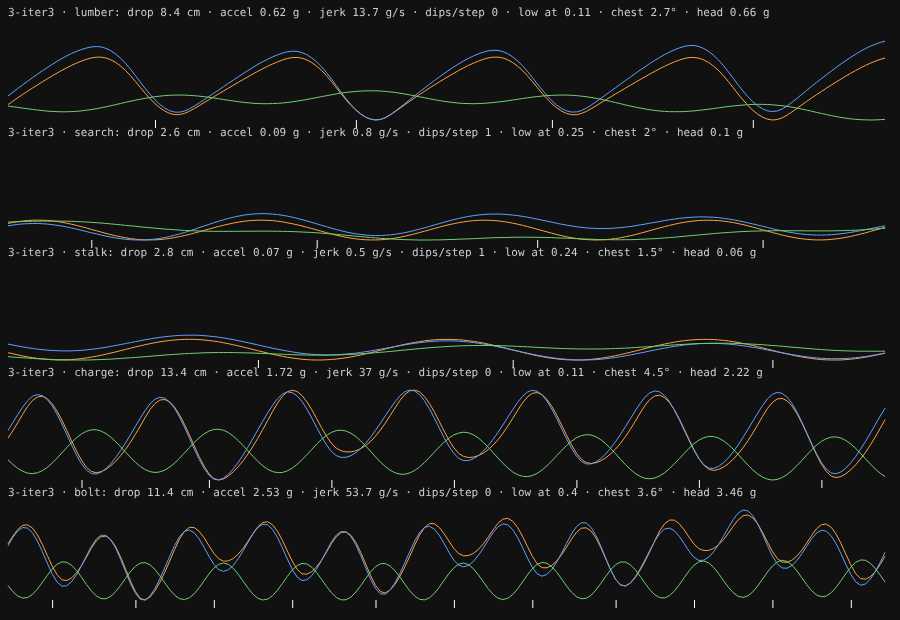 3-iter3 · lumber: drop 8.4 cm · accel 0.62 g · jerk 13.7 g/s · dips/step 0 · low at 0.11 · chest 2.7° · head 0.66 g
3-iter3 · search: drop 2.6 cm · accel 0.09 g · jerk 0.8 g/s · dips/step 1 · low at 0.25 · chest 2° · head 0.1 g
3-iter3 · stalk: drop 2.8 cm · accel 0.07 g · jerk 0.5 g/s · dips/step 1 · low at 0.24 · chest 1.5° · head 0.06 g
3-iter3 · charge: drop 13.4 cm · accel 1.72 g · jerk 37 g/s · dips/step 0 · low at 0.11 · chest 4.5° · head 2.22 g
3-iter3 · bolt: drop 11.4 cm · accel 2.53 g · jerk 53.7 g/s · dips/step 0 · low at 0.4 · chest 3.6° · head 3.46 g